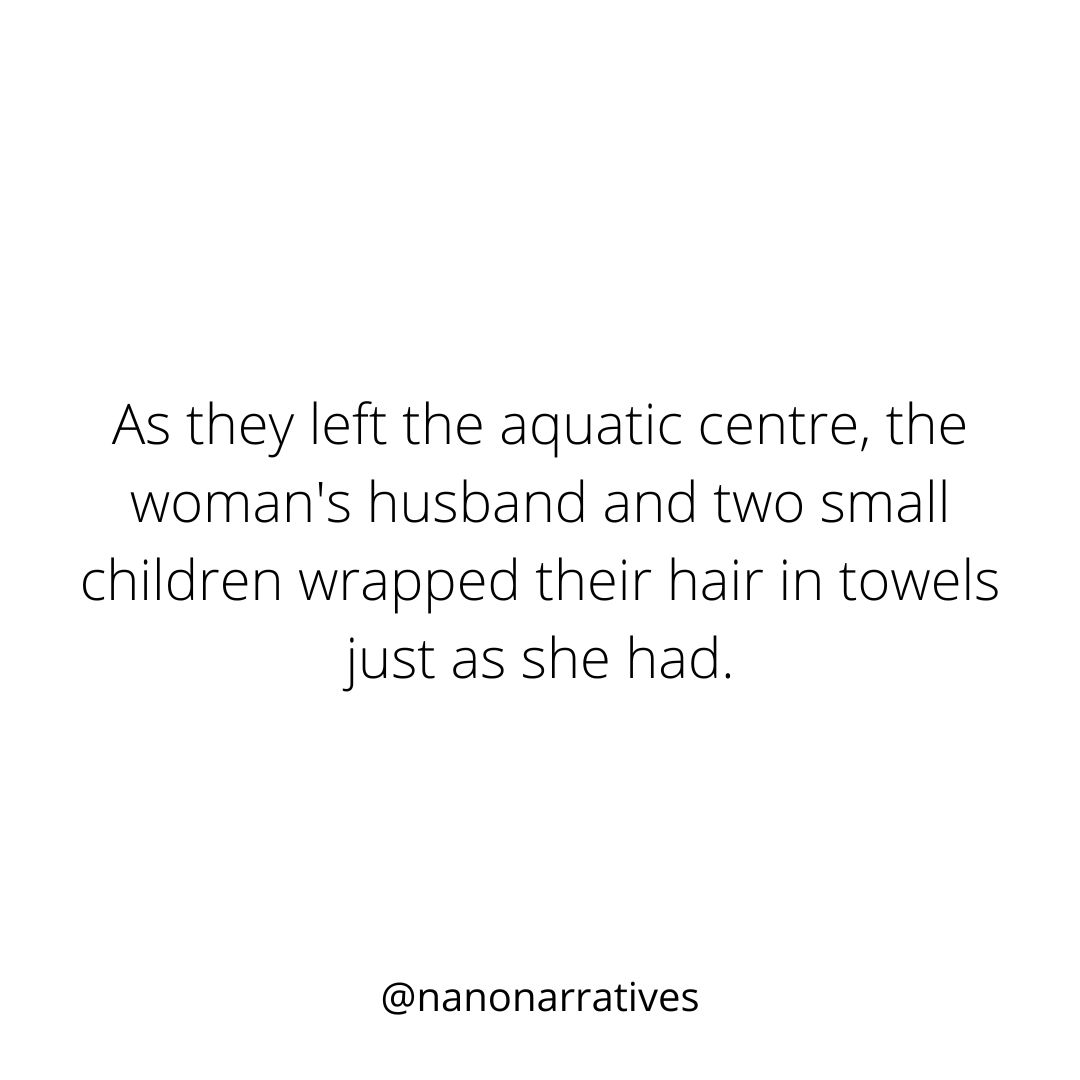 As they left the aquatic centre, the
woman's husband and two small
children wrapped their hair in towels
just as she had.
@nanonarratives